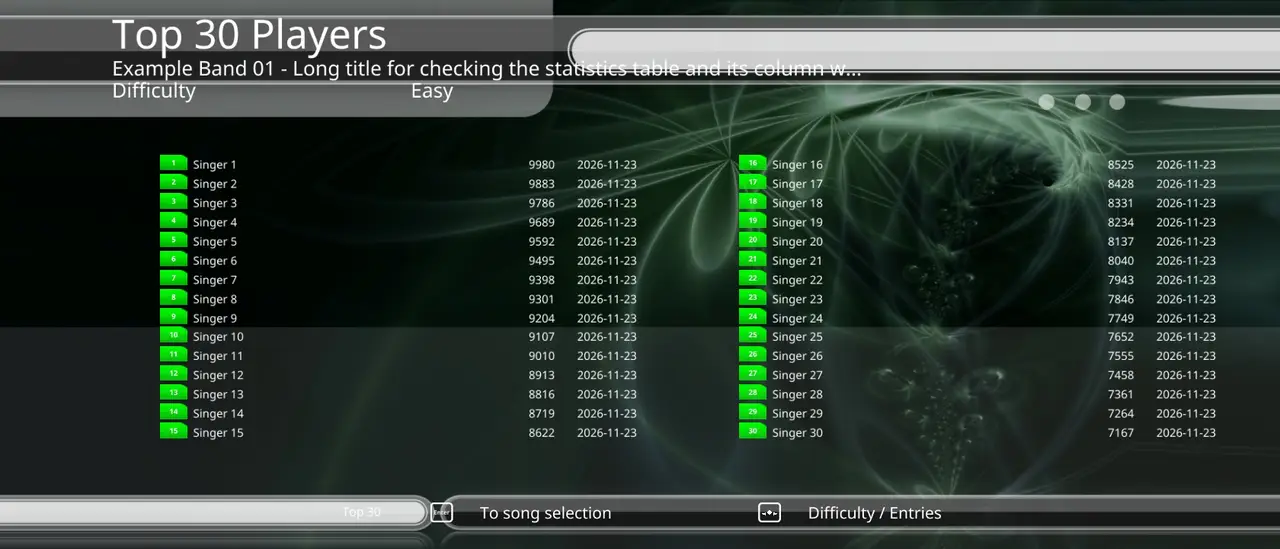 Top 30 Players
Example Band 01 - Long title for checking the statistics table and its column w...
Difficulty Easy
1 Singer 1 9980 2026-11-23
2 Singer 2 9883 2026-11-23
3 Singer 3 9786 2026-11-23
4 Singer 4 9689 2026-11-23
5 Singer 5 9592 2026-11-23
6 Singer 6 9495 2026-11-23
7 Singer 7 9398 2026-11-23
8 Singer 8 9301 2026-11-23
9 Singer 9 9204 2026-11-23
10 Singer 10 9107 2026-11-23
11 Singer 11 9010 2026-11-23
12 Singer 12 8913 2026-11-23
13 Singer 13 8816 2026-11-23
14 Singer 14 8719 2026-11-23
15 Singer 15 8622 2026-11-23
16 Singer 16 8525 2026-11-23
17 Singer 17 8428 2026-11-23
18 Singer 18 8331 2026-11-23
19 Singer 19 8234 2026-11-23
20 Singer 20 8137 2026-11-23
21 Singer 21 8040 2026-11-23
22 Singer 22 7943 2026-11-23
23 Singer 23 7846 2026-11-23
24 Singer 24 7749 2026-11-23
25 Singer 25 7652 2026-11-23
26 Singer 26 7555 2026-11-23
27 Singer 27 7458 2026-11-23
28 Singer 28 7361 2026-11-23
29 Singer 29 7264 2026-11-23
30 Singer 30 7167 2026-11-23
Top 30 Enter To song selection Difficulty / Entries